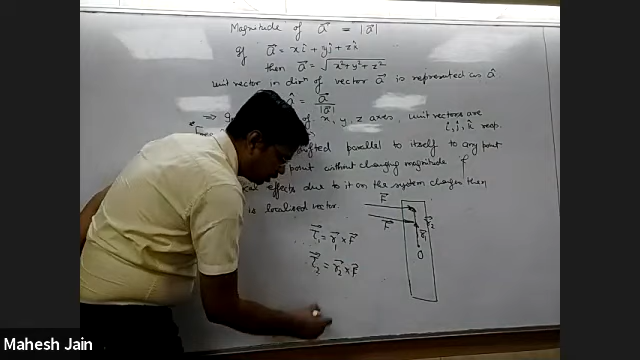 Magnitude of a⃗ = |a⃗|
If a⃗ = xî + yĵ + zk̂
then a⃗ = √x²+y²+z²
unit vector in dirⁿ of vector a⃗ is represented as â
â = a⃗/|a⃗|
⇒ of x, y, z axes, unit vectors are
î, ĵ, k̂ resp.
shifted parallel to itself to any point
point without changing magnitude
effects due to it on the system changes then
is localised vector.
F⃗
F⃗
r⃗₂
r⃗₁
O
τ⃗₁ = r⃗₁ × F⃗
τ⃗₂ = r⃗₂ × F⃗
Mahesh Jain